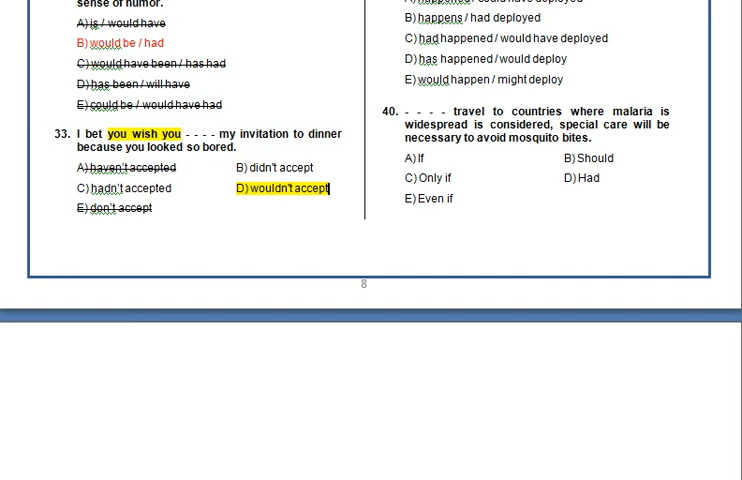 sense of humor.
A) is / would have
B) would be / had
C) would have been / has had
D) has been / will have
E) could be / would have had
33. I bet you wish you - - - - my invitation to dinner
because you looked so bored.
A) haven't accepted B) didn't accept
C) hadn't accepted D) wouldn't accept
E) don't accept
B) happens / had deployed
C) had happened / would have deployed
D) has happened / would deploy
E) would happen / might deploy
40. - - - - travel to countries where malaria is
widespread is considered, special care will be
necessary to avoid mosquito bites.
A) If B) Should
C) Only if D) Had
E) Even if
8